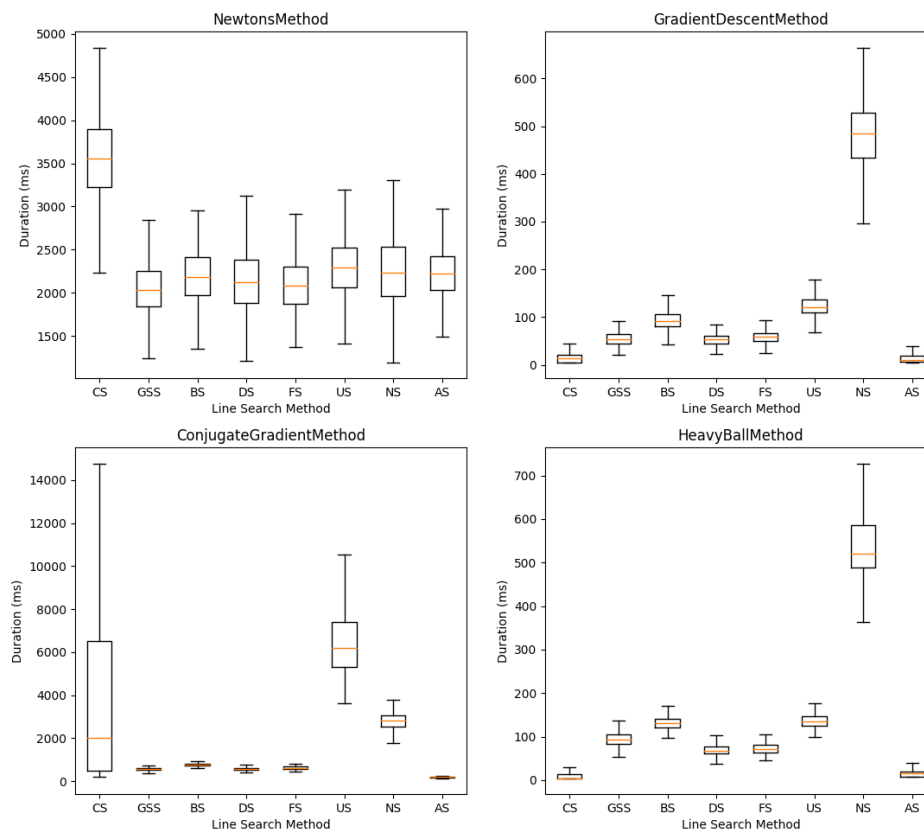 NewtonsMethod
Duration (ms)
5000
4500
4000
3500
3000
2500
2000
1500
CS GSS BS DS FS US NS AS
Line Search Method
GradientDescentMethod
Duration (ms)
600
500
400
300
200
100
0
CS GSS BS DS FS US NS AS
Line Search Method
ConjugateGradientMethod
Duration (ms)
14000
12000
10000
8000
6000
4000
2000
0
CS GSS BS DS FS US NS AS
Line Search Method
HeavyBallMethod
Duration (ms)
700
600
500
400
300
200
100
0
CS GSS BS DS FS US NS AS
Line Search Method